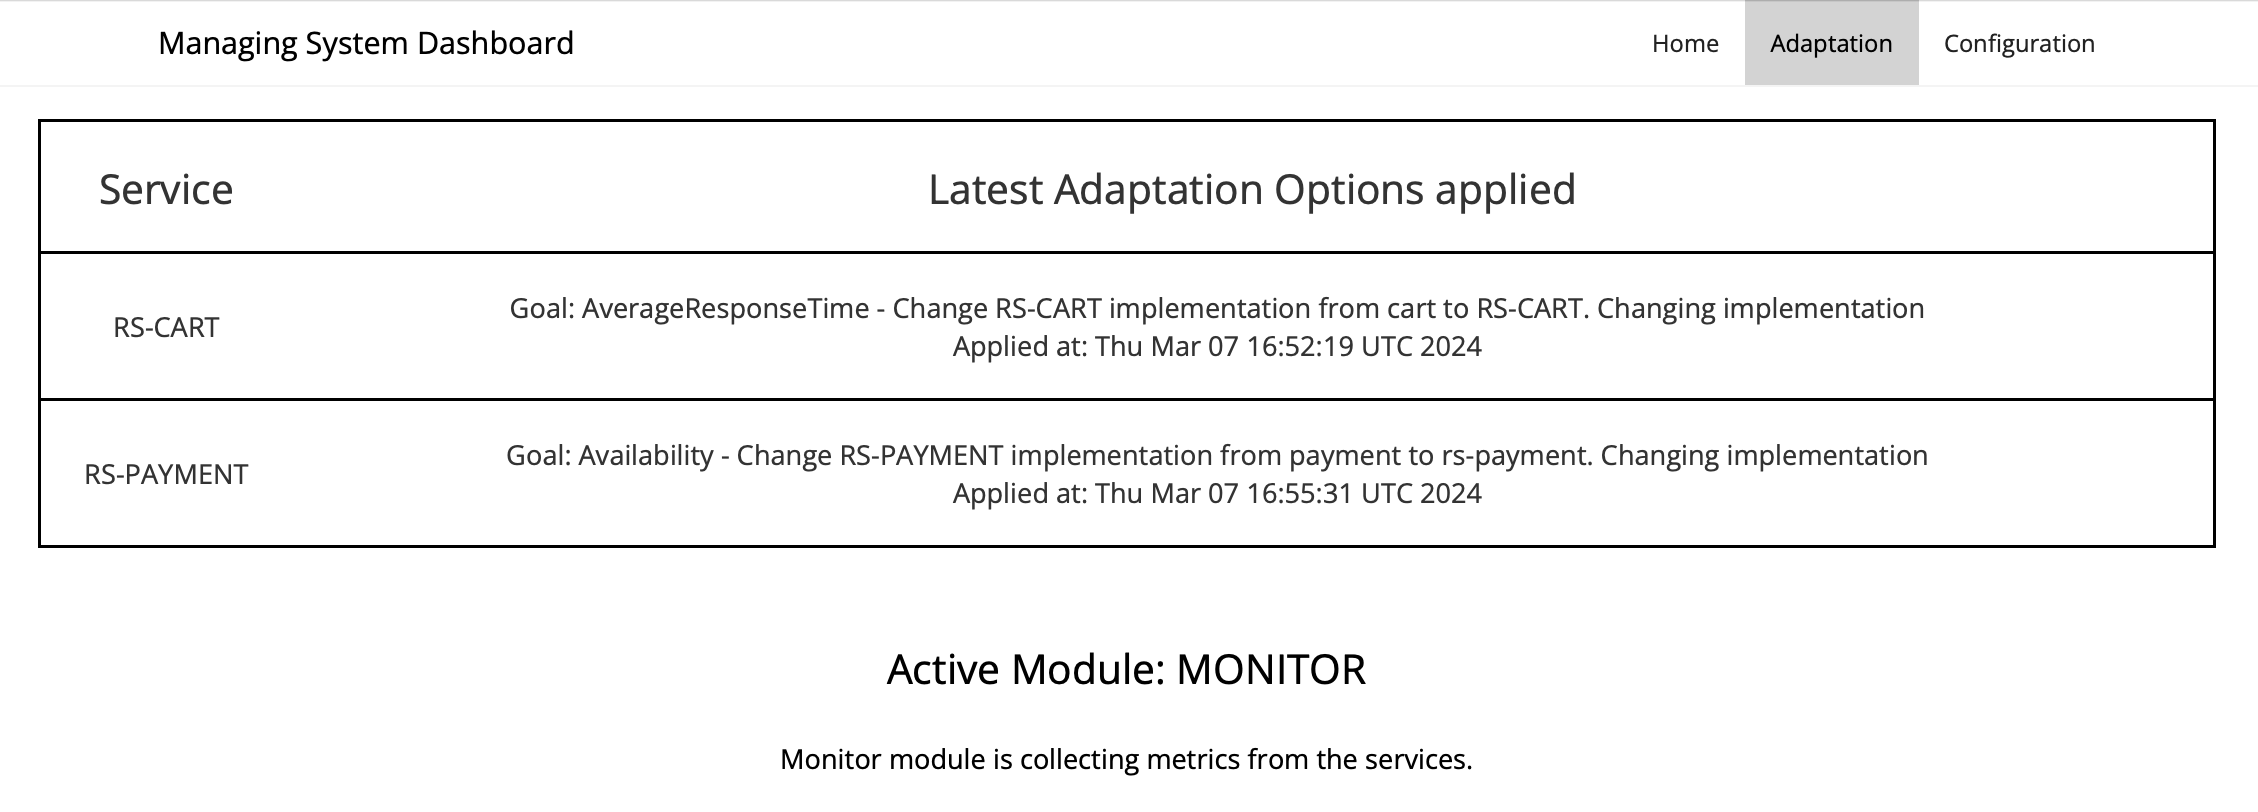 Managing System Dashboard
Home
Adaptation
Configuration
Service
Latest Adaptation Options applied
RS-CART
Goal: AverageResponseTime - Change RS-CART implementation from cart to RS-CART. Changing implementation
Applied at: Thu Mar 07 16:52:19 UTC 2024
RS-PAYMENT
Goal: Availability - Change RS-PAYMENT implementation from payment to rs-payment. Changing implementation
Applied at: Thu Mar 07 16:55:31 UTC 2024
Active Module: MONITOR
Monitor module is collecting metrics from the services.